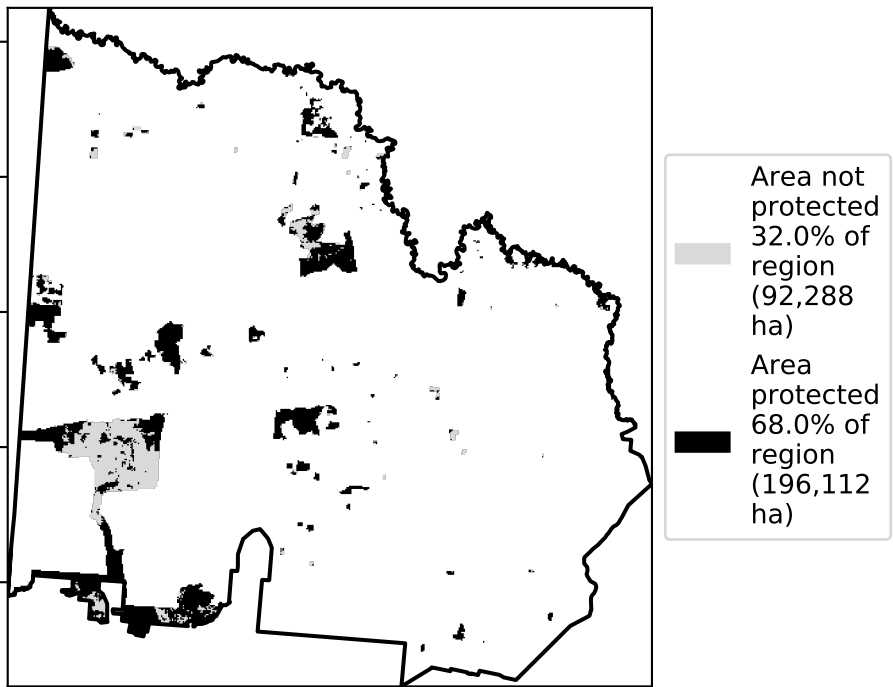 Area not
protected
32.0% of
region
(92,288
ha)
Area
protected
68.0% of
region
(196,112
ha)